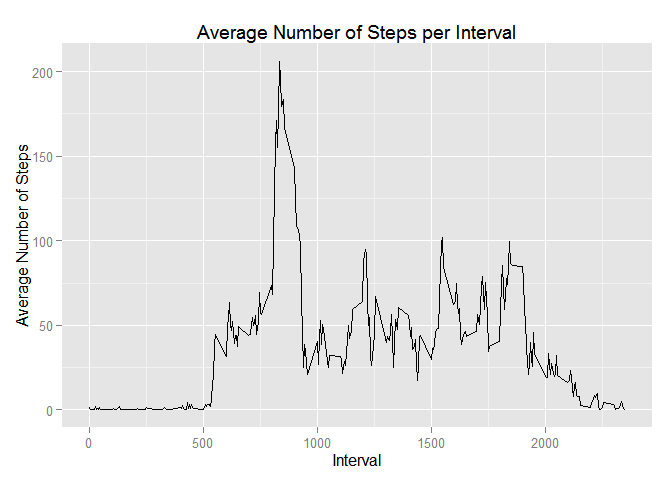 Average Number of Steps per Interval
Average Number of Steps
200
150
100
50
0
0 500 1000 1500 2000
Interval